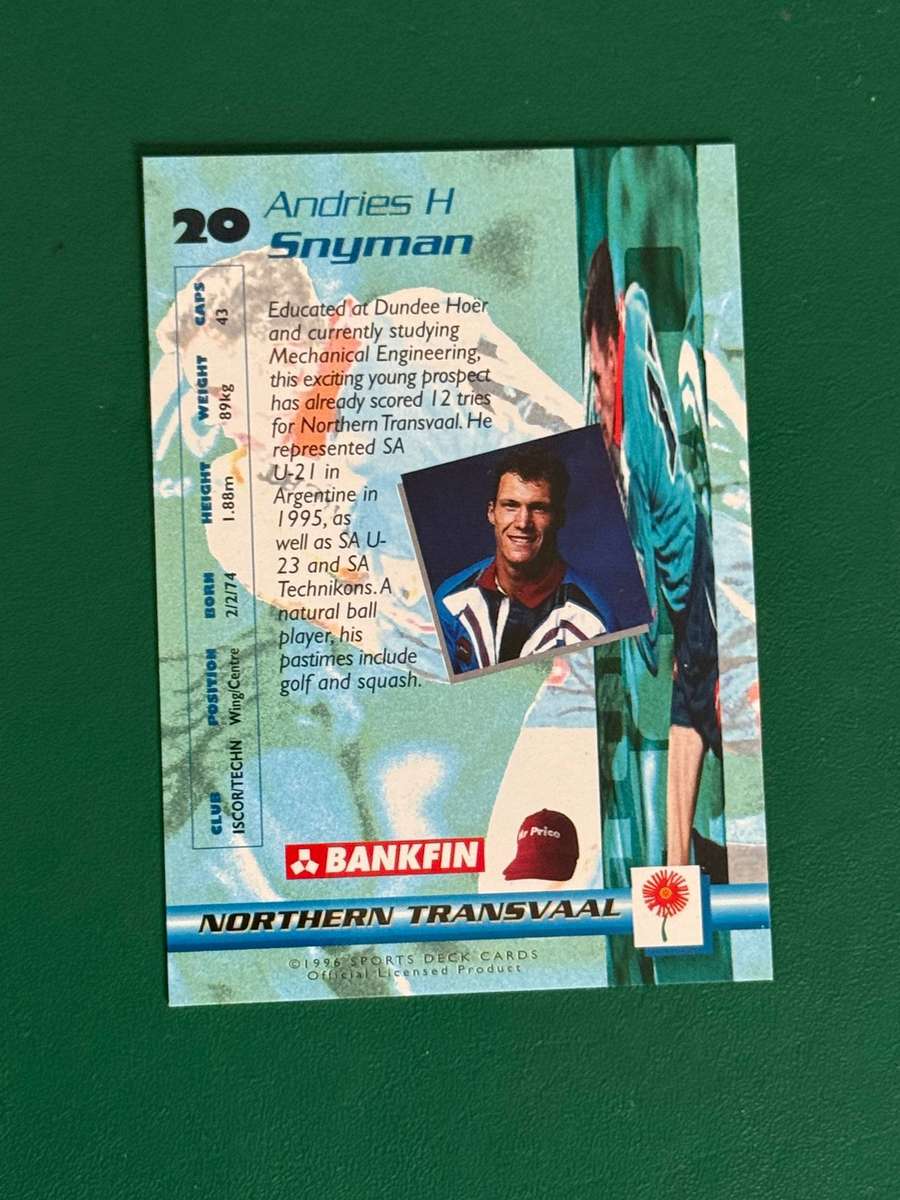 20
Andries H
Snyman
CLUB POSITION BORN HEIGHT WEIGHT CAPS
ISCOR/TECHN Wing/Centre 2/2/74 1.88m 89kg 43
Educated at Dundee Hoër
and currently studying
Mechanical Engineering,
this exciting young prospect
has already scored 12 tries
for Northern Transvaal. He
represented SA
U-21 in
Argentine in
1995, as
well as SA U-
23 and SA
Technikons. A
natural ball
player, his
pastimes include
golf and squash.
BANKFIN
Mr Price
NORTHERN TRANSVAAL
©1996 SPORTS DECK CARDS
Official Licensed Product